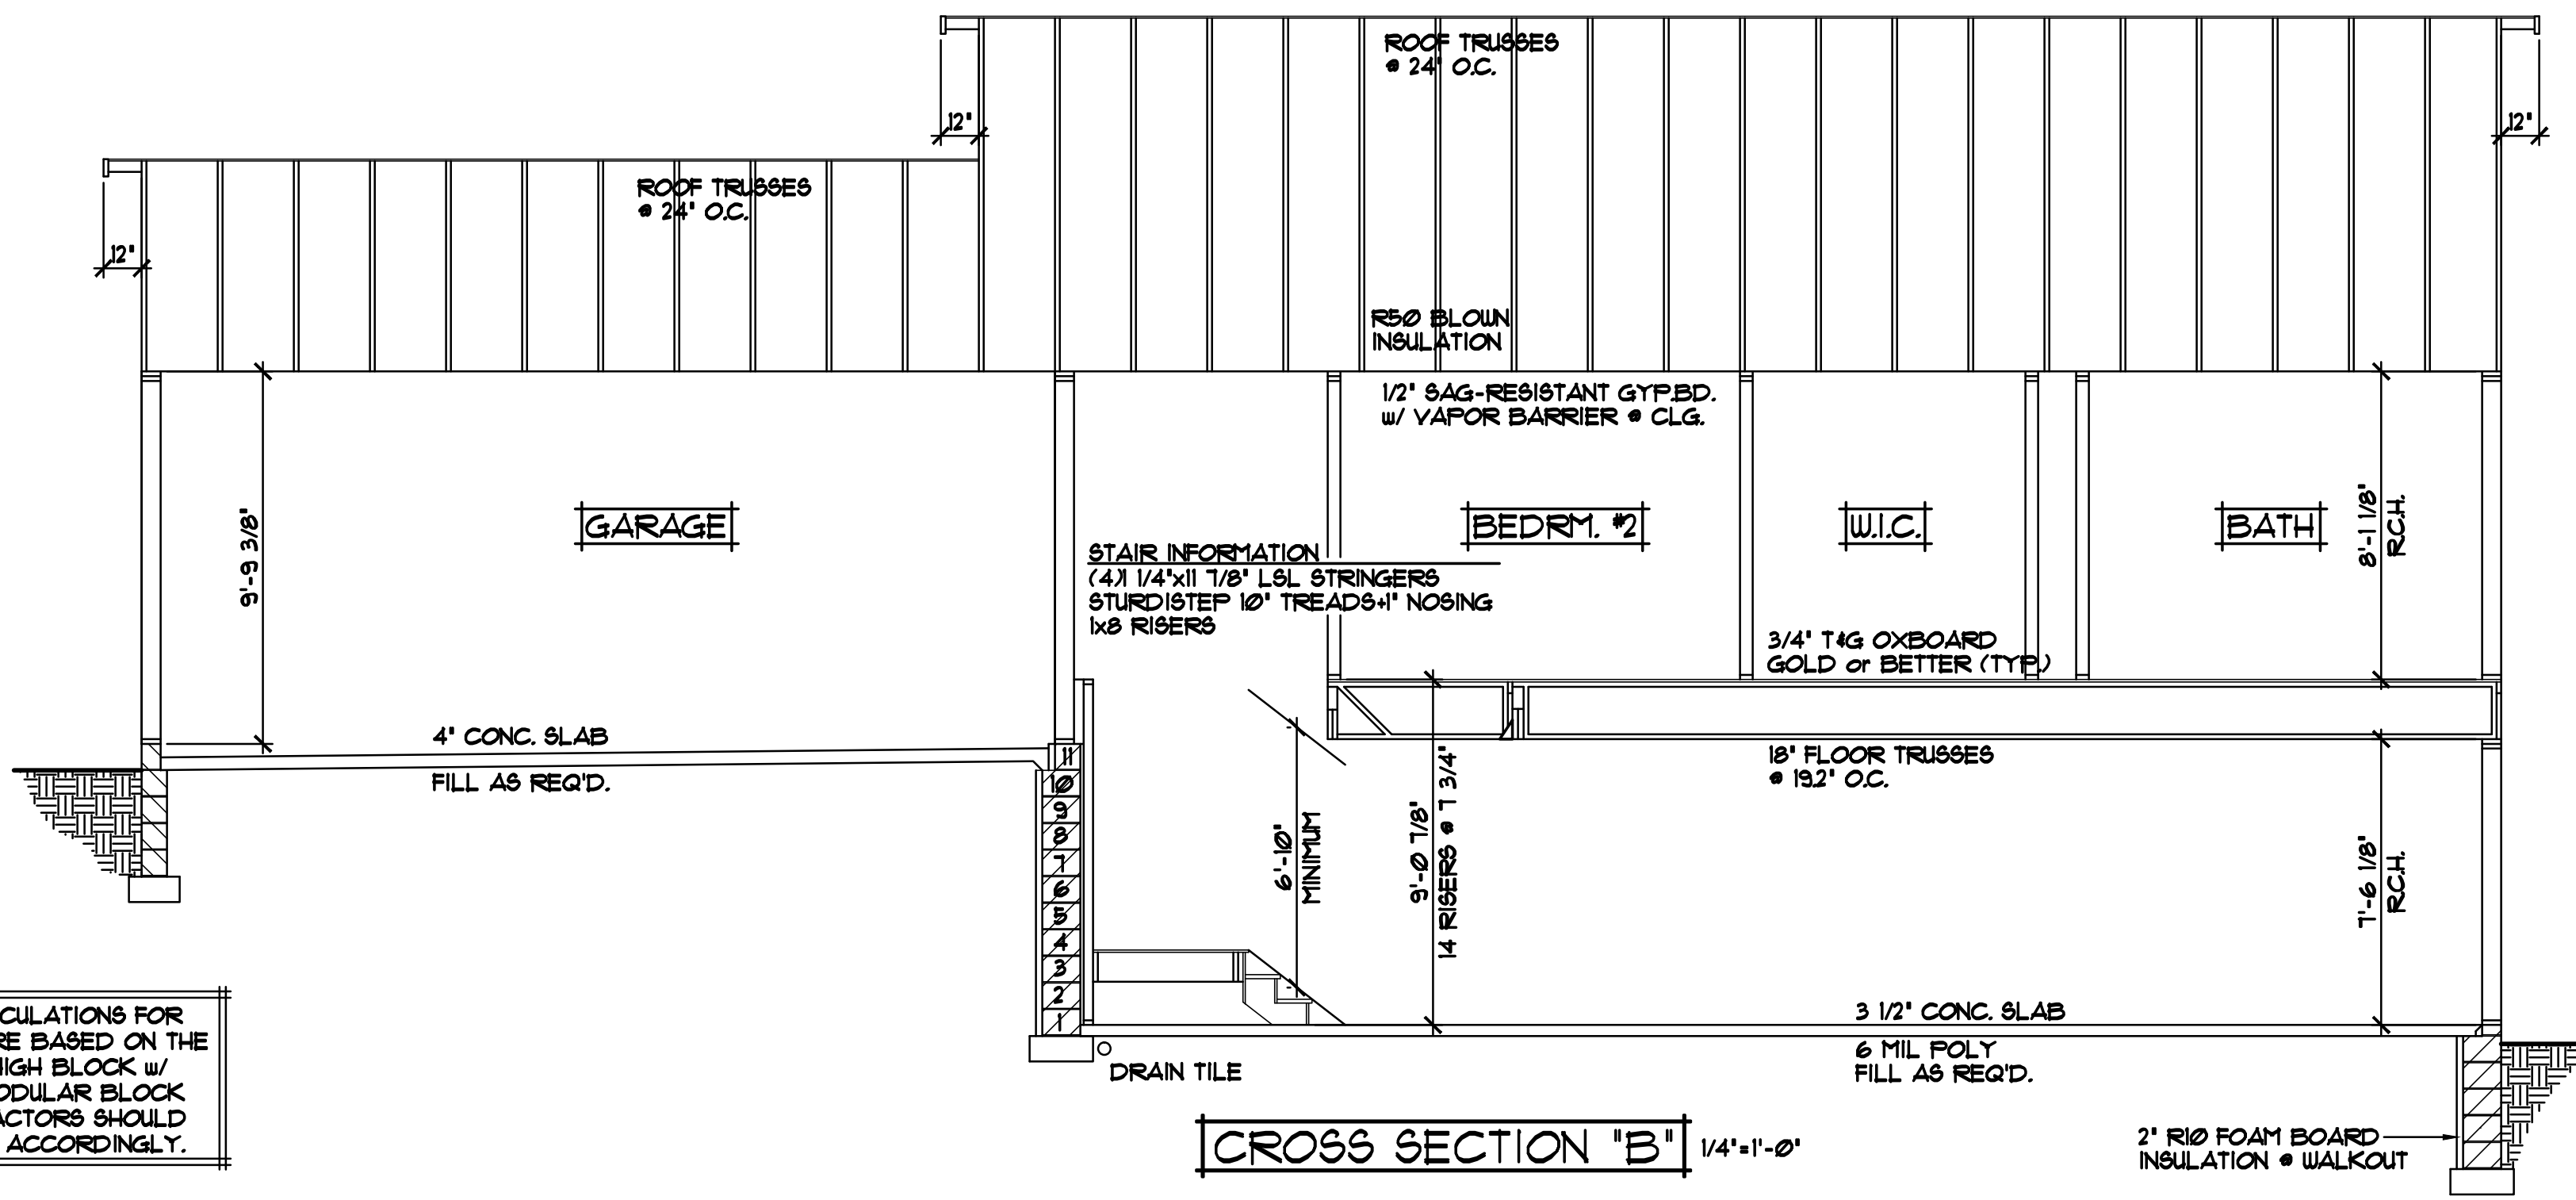 ROOF TRUSSES
@ 24" O.C.
12"
12"
ROOF TRUSSES
@ 24" O.C.
12"
R50 BLOWN
INSULATION
1/2" SAG-RESISTANT GYP.BD.
w/ VAPOR BARRIER @ CLG.
9'-9 3/8"
GARAGE
BEDRM. #2
W.I.C.
BATH
8'-1 1/8"
R.C.H.
STAIR INFORMATION
(4)1 1/4"x11 7/8" LSL STRINGERS
STURDISTEP 10" TREADS+1" NOSING
1x8 RISERS
3/4" T&G OXBOARD
GOLD or BETTER (TYP.)
4" CONC. SLAB
FILL AS REQ'D.
18" FLOOR TRUSSES
@ 19.2" O.C.
11
10
9
8
7
6
5
4
3
2
1
6'-10"
MINIMUM
9'-0 7/8"
14 RISERS @ 7 3/4"
7'-6 1/8"
R.C.H.
3 1/2" CONC. SLAB
6 MIL POLY
FILL AS REQ'D.
DRAIN TILE
CULATIONS FOR
RE BASED ON THE
HIGH BLOCK w/
ODULAR BLOCK
ACTORS SHOULD
ACCORDINGLY.
CROSS SECTION "B" 1/4"=1'-0"
2" R10 FOAM BOARD
INSULATION @ WALKOUT